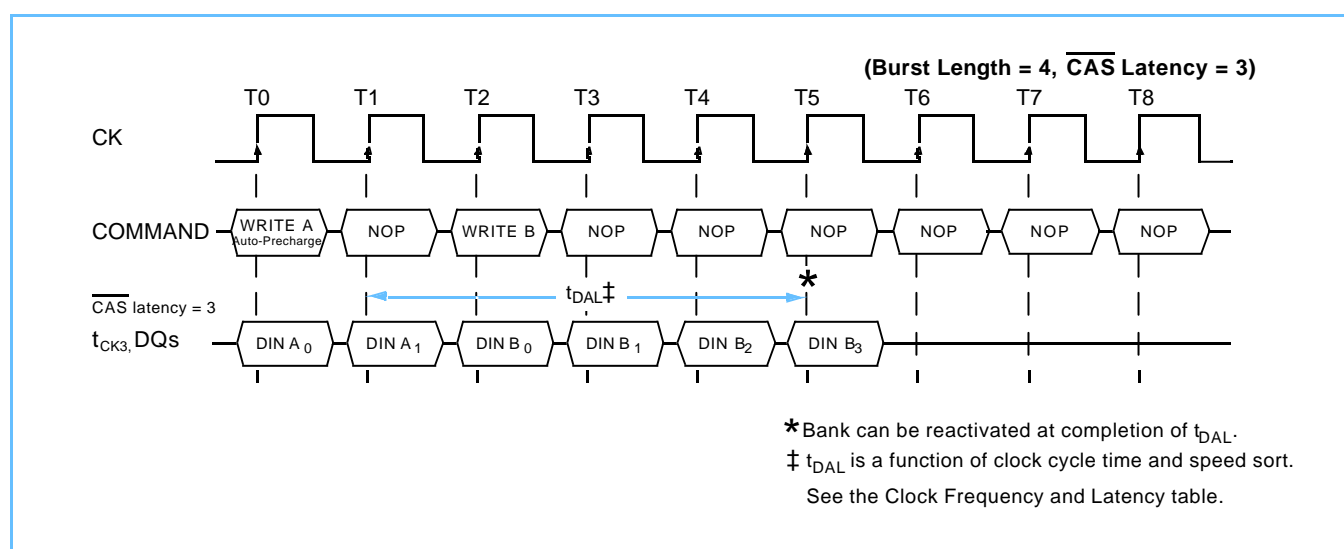 (Burst Length = 4, CAS Latency = 3)
T0 T1 T2 T3 T4 T5 T6 T7 T8
CK
COMMAND
WRITE A
Auto-Precharge
NOP
WRITE B
NOP
NOP
NOP
NOP
NOP
NOP
*
tDAL‡
CAS latency = 3
tCK3, DQs
DIN A0
DIN A1
DIN B0
DIN B1
DIN B2
DIN B3
* Bank can be reactivated at completion of tDAL.
‡ tDAL is a function of clock cycle time and speed sort.
See the Clock Frequency and Latency table.